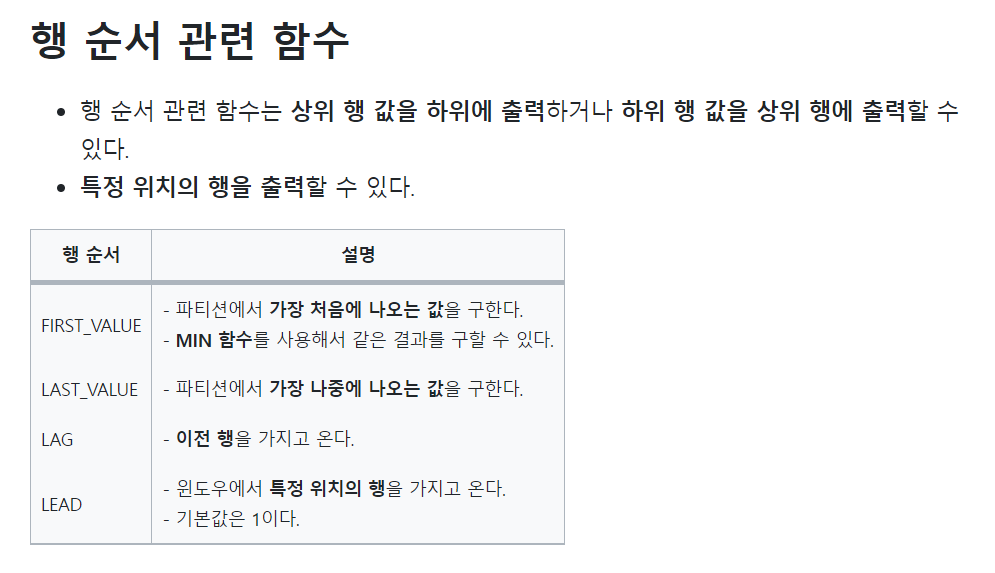 행 순서 관련 함수
• 행 순서 관련 함수는 상위 행 값을 하위에 출력하거나 하위 행 값을 상위 행에 출력할 수
있다.
• 특정 위치의 행을 출력할 수 있다.
행 순서 설명
FIRST_VALUE
- 파티션에서 가장 처음에 나오는 값을 구한다.
- MIN 함수를 사용해서 같은 결과를 구할 수 있다.
LAST_VALUE - 파티션에서 가장 나중에 나오는 값을 구한다.
LAG - 이전 행을 가지고 온다.
LEAD
- 윈도우에서 특정 위치의 행을 가지고 온다.
- 기본값은 1이다.